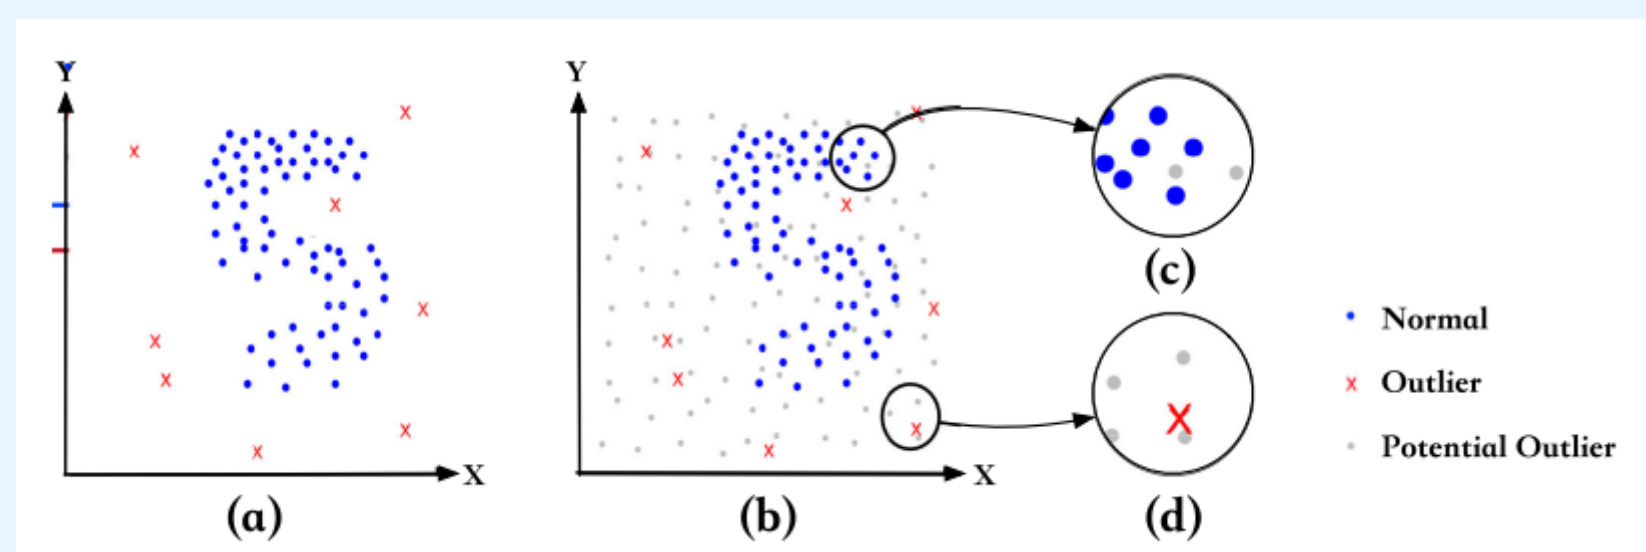 Y
X
(a)
Y
X
(b)
(c)
(d)
Normal
X Outlier
Potential Outlier